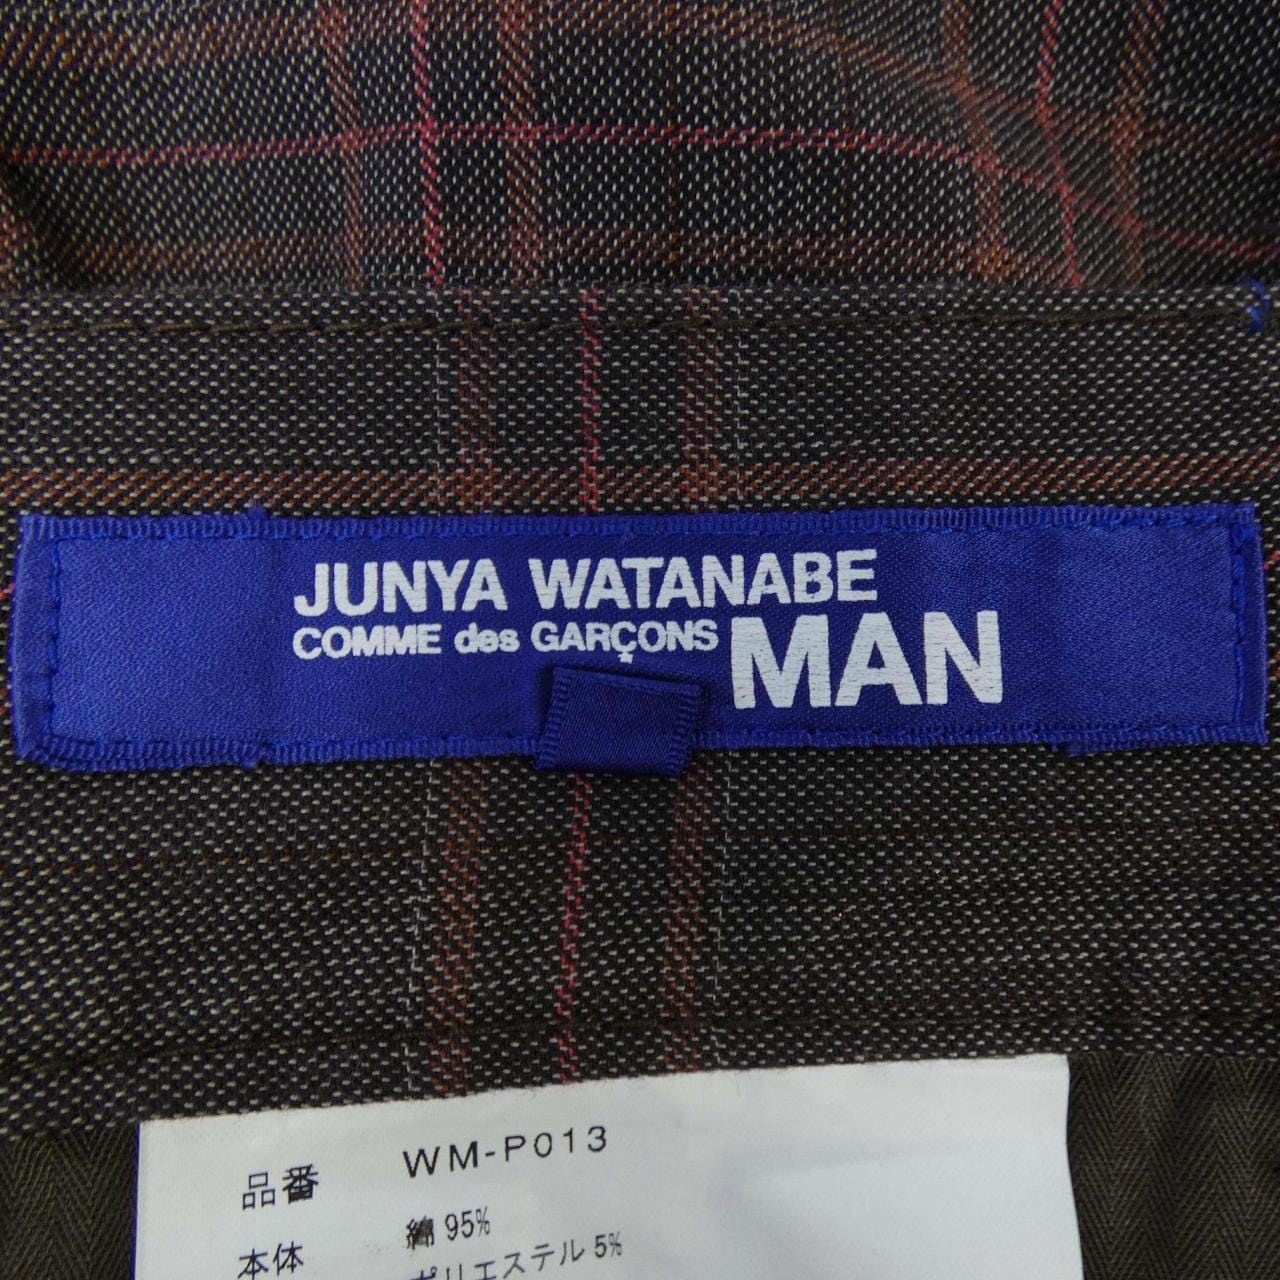 JUNYA WATANABE
COMME des GARÇONS MAN
品番 WM-P013
本体 綿 95%
ポリエステル 5%